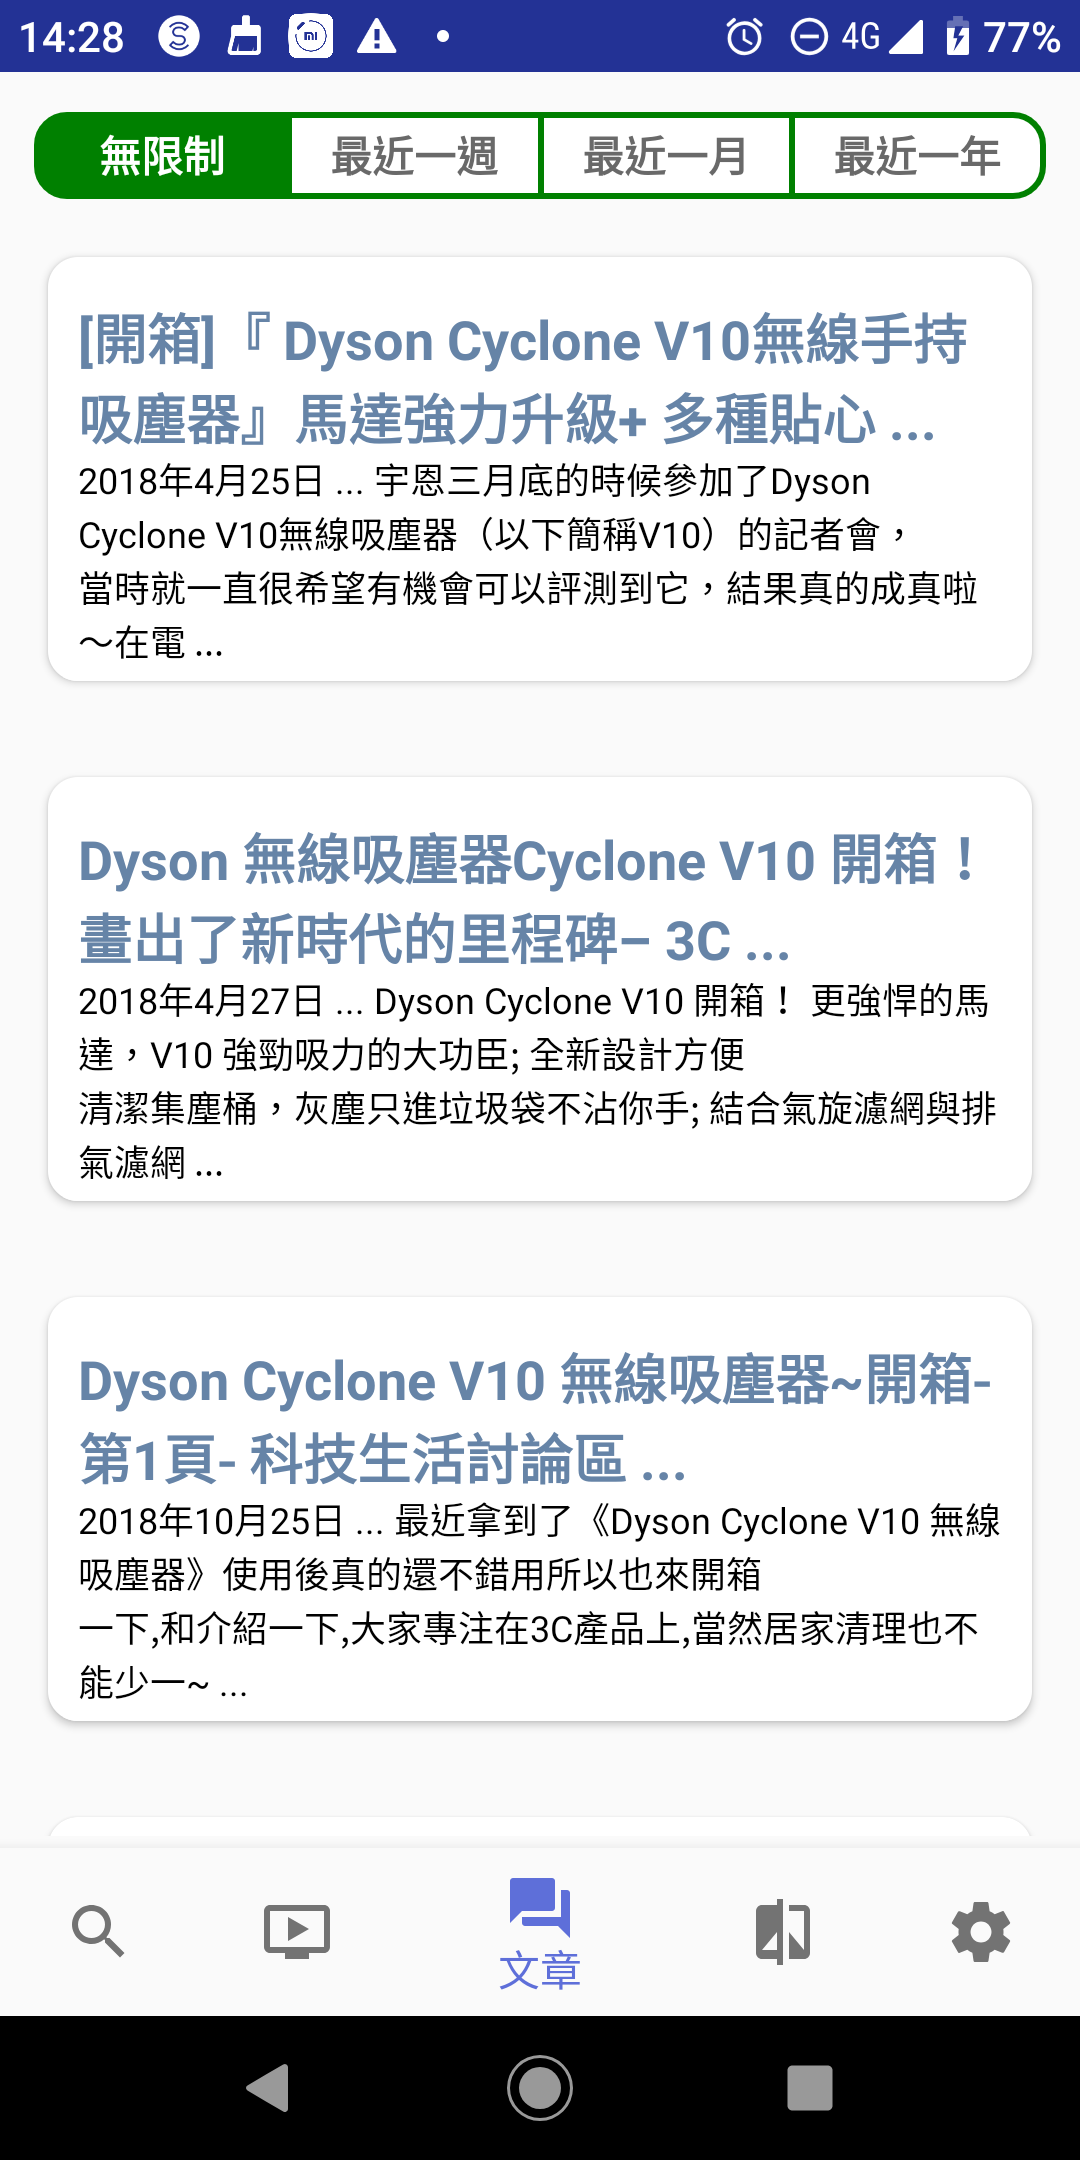 14:28
4G 77%
無限制 最近一週 最近一月 最近一年
[開箱]『 Dyson Cyclone V10無線手持
吸塵器』馬達強力升級+ 多種貼心 ...
2018年4月25日 ... 宇恩三月底的時候參加了Dyson
Cyclone V10無線吸塵器（以下簡稱V10）的記者會，
當時就一直很希望有機會可以評測到它，結果真的成真啦
～在電 ...
Dyson 無線吸塵器Cyclone V10 開箱！
畫出了新時代的里程碑– 3C ...
2018年4月27日 ... Dyson Cyclone V10 開箱！ 更強悍的馬
達，V10 強勁吸力的大功臣; 全新設計方便
清潔集塵桶，灰塵只進垃圾袋不沾你手; 結合氣旋濾網與排
氣濾網 ...
Dyson Cyclone V10 無線吸塵器~開箱-
第1頁- 科技生活討論區 ...
2018年10月25日 ... 最近拿到了《Dyson Cyclone V10 無線
吸塵器》使用後真的還不錯用所以也來開箱
一下,和介紹一下,大家專注在3C產品上,當然居家清理也不
能少一~ ...
文章